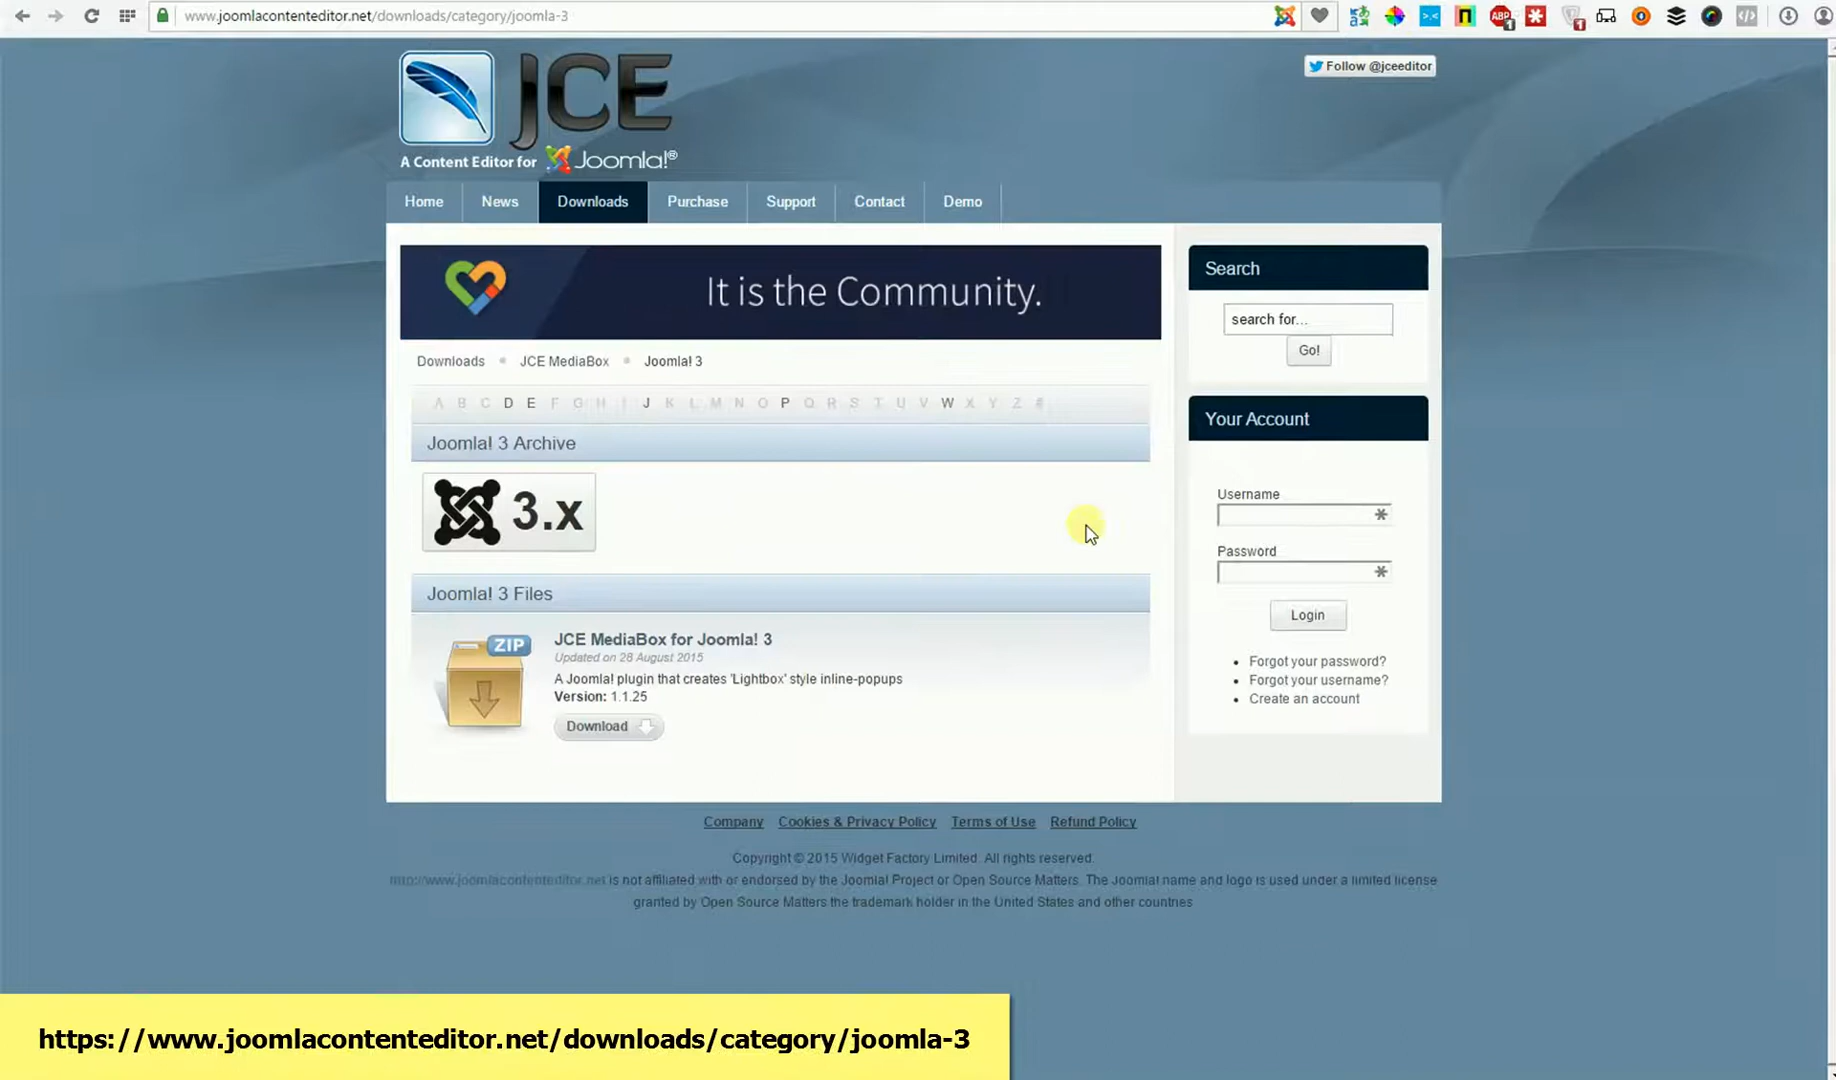 www.joomlacontenteditor.net/downloads/category/joomla-3
ABP
1
1
JCE
A Content Editor for Joomla!®
Follow @jceeditor
Home
News
Downloads
Purchase
Support
Contact
Demo
It is the Community.
Downloads
JCE MediaBox
Joomla! 3
A B C D E F G H I J K L M N O P Q R S T U V W X Y Z #
Joomla! 3 Archive
3.x
Joomla! 3 Files
ZIP
JCE MediaBox for Joomla! 3
Updated on 28 August 2015
A Joomla! plugin that creates 'Lightbox' style inline-popups
Version: 1.1.25
Download
Search
search for...
Go!
Your Account
Username
Password
Login
Forgot your password?
Forgot your username?
Create an account
Company Cookies & Privacy Policy Terms of Use Refund Policy
Copyright © 2015 Widget Factory Limited. All rights reserved.
http://www.joomlacontenteditor.net is not affiliated with or endorsed by the Joomla! Project or Open Source Matters. The Joomla! name and logo is used under a limited license
granted by Open Source Matters the trademark holder in the United States and other countries
https://www.joomlacontenteditor.net/downloads/category/joomla-3